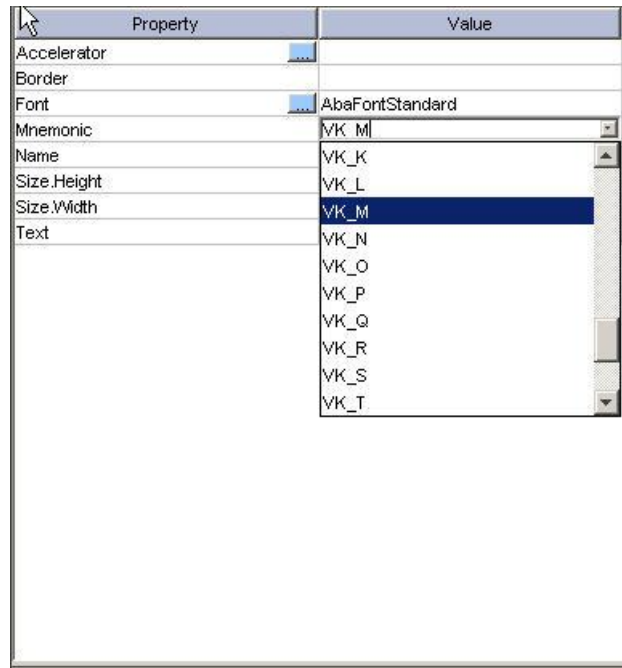 Property Value
Accelerator ...
Border
Font ... AbaFontStandard
Mnemonic VK_M
Name VK_K
Size.Height VK_L
Size.Width VK_M
Text VK_N
VK_O
VK_P
VK_Q
VK_R
VK_S
VK_T